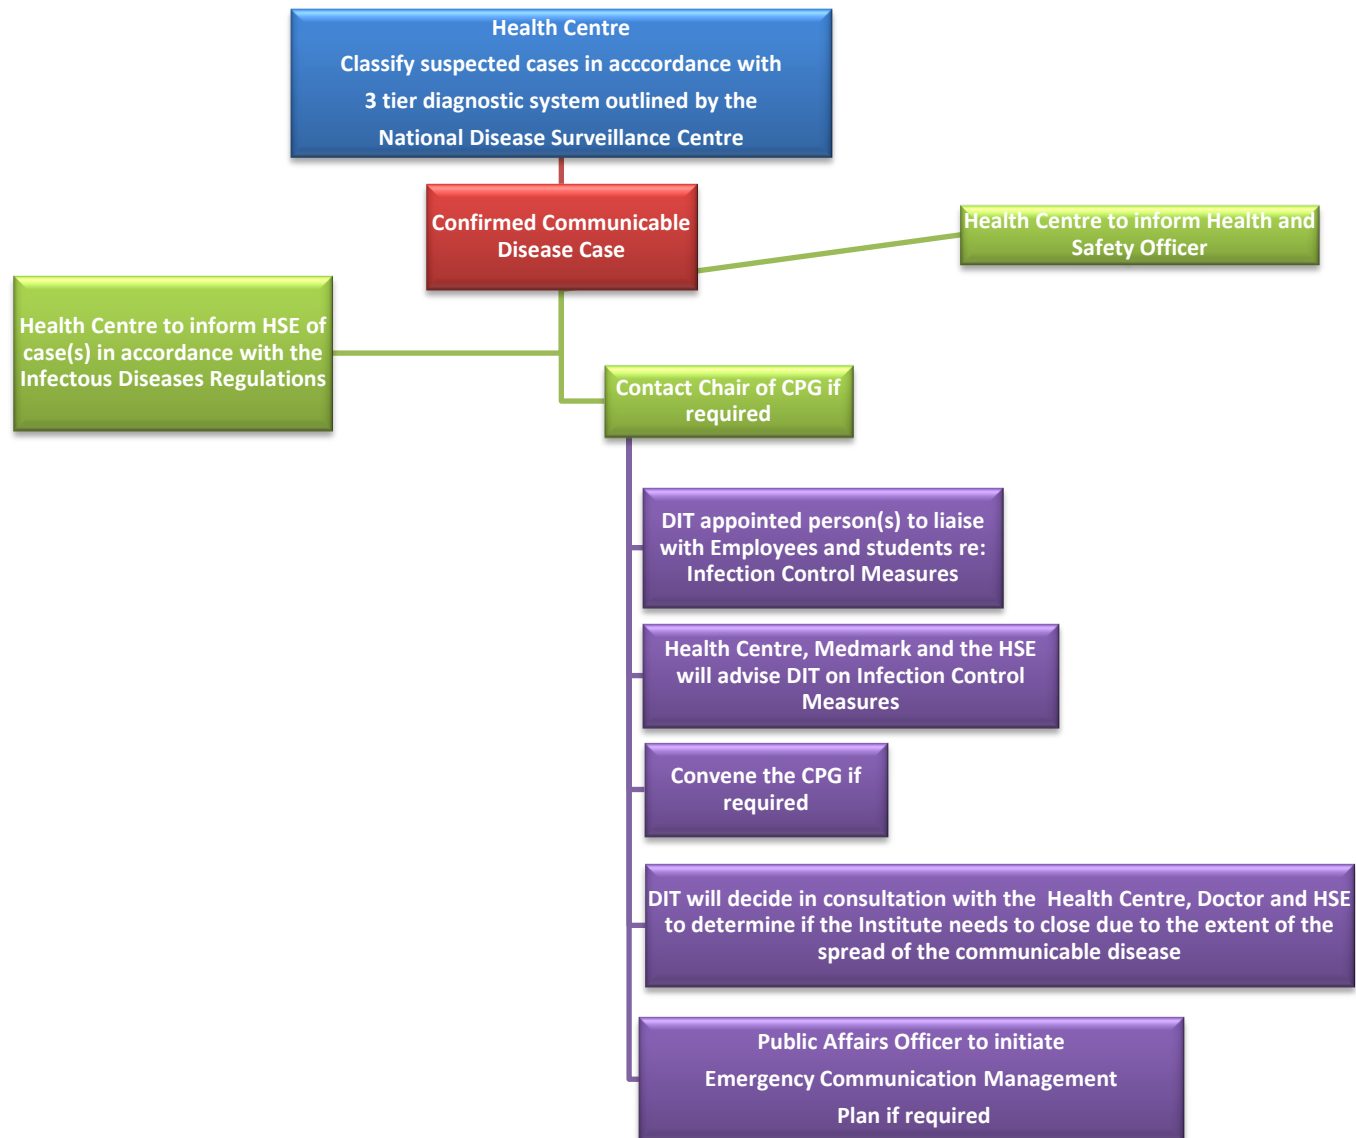 Health Centre
Classify suspected cases in acccordance with
3 tier diagnostic system outlined by the
National Disease Surveillance Centre
Confirmed Communicable
Disease Case
Health Centre to inform Health and
Safety Officer
Health Centre to inform HSE of
case(s) in accordance with the
Infectous Diseases Regulations
Contact Chair of CPG if
required
DIT appointed person(s) to liaise
with Employees and students re:
Infection Control Measures
Health Centre, Medmark and the HSE
will advise DIT on Infection Control
Measures
Convene the CPG if
required
DIT will decide in consultation with the Health Centre, Doctor and HSE
to determine if the Institute needs to close due to the extent of the
spread of the communicable disease
Public Affairs Officer to initiate
Emergency Communication Management
Plan if required